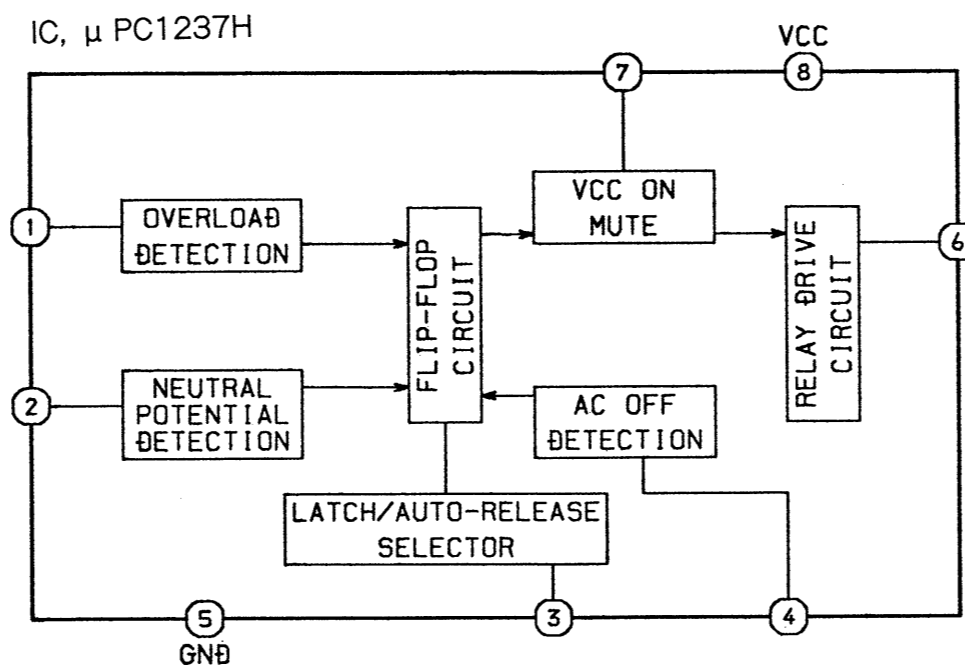 IC, μ PC1237H
VCC
7
8
1
OVERLOAD
DETECTION
VCC ON
MUTE
FLIP-FLOP
CIRCUIT
RELAY DRIVE
CIRCUIT
6
2
NEUTRAL
POTENTIAL
DETECTION
AC OFF
DETECTION
LATCH/AUTO-RELEASE
SELECTOR
5
3
4
GND